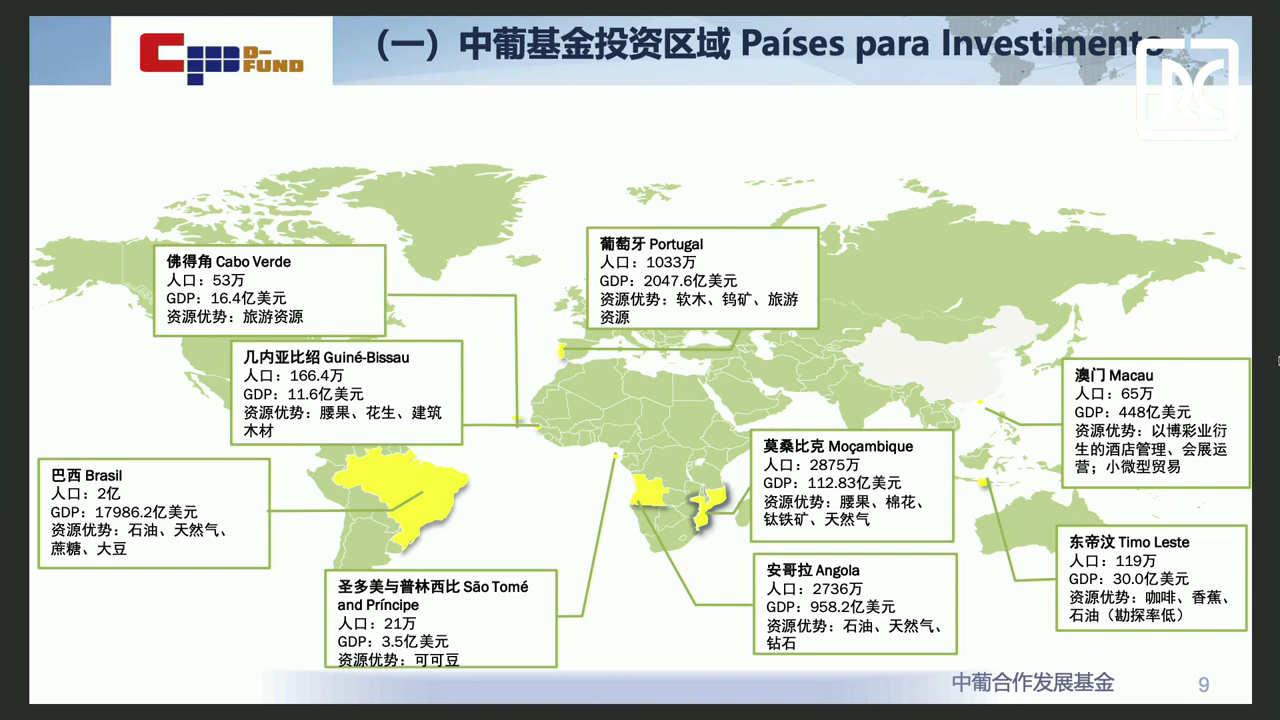 CPD
D-
FUND
(一)中葡基金投资区域 Países para Investimento
佛得角 Cabo Verde
人口：53万
GDP：16.4亿美元
资源优势：旅游资源
葡萄牙 Portugal
人口：1033万
GDP：2047.6亿美元
资源优势：软木、钨矿、旅游
资源
几内亚比绍 Guiné-Bissau
人口：166.4万
GDP：11.6亿美元
资源优势：腰果、花生、建筑
木材
澳门 Macau
人口：65万
GDP：448亿美元
资源优势：以博彩业衍
生的酒店管理、会展运
营；小微型贸易
巴西 Brasil
人口：2亿
GDP：17986.2亿美元
资源优势：石油、天然气、
蔗糖、大豆
莫桑比克 Moçambique
人口：2875万
GDP：112.83亿美元
资源优势：腰果、棉花、
钛铁矿、天然气
东帝汶 Timo Leste
人口：119万
GDP：30.0亿美元
资源优势：咖啡、香蕉、
石油（勘探率低）
圣多美与普林西比 São Tomé
and Príncipe
人口：21万
GDP：3.5亿美元
资源优势：可可豆
安哥拉 Angola
人口：2736万
GDP：958.2亿美元
资源优势：石油、天然气、
钻石
中葡合作发展基金
9